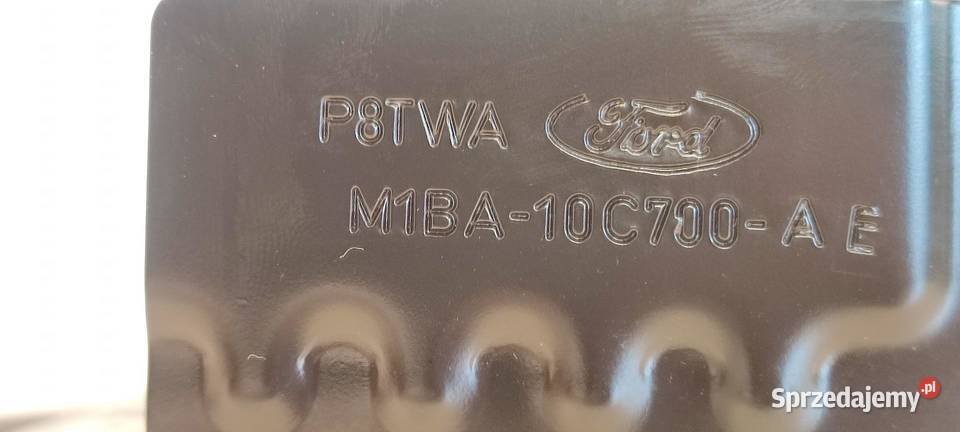 P8TWA Ford
M1BA-10C700-AE
Sprzedajemy.pl